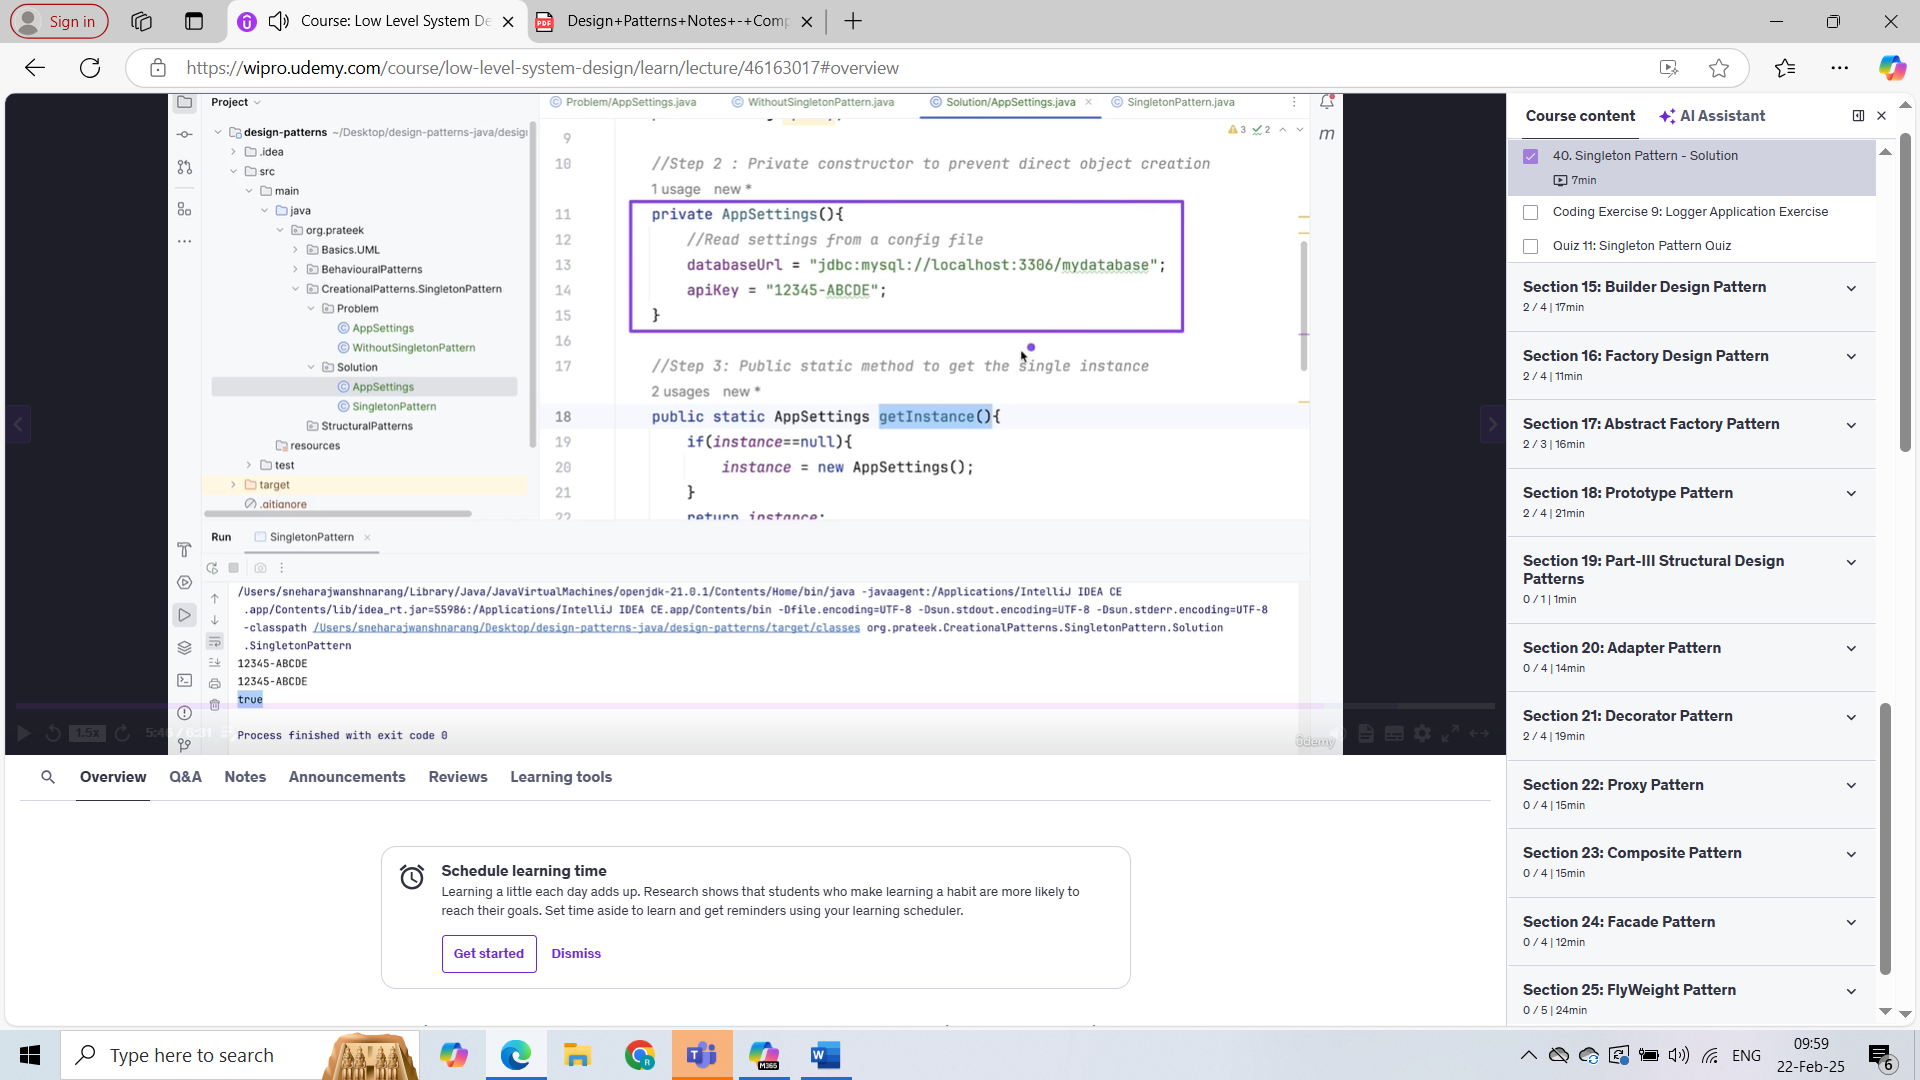 Sign in
Course: Low Level System De
Design+Patterns+Notes+-+Comp
https://wipro.udemy.com/course/low-level-system-design/learn/lecture/46163017#overview
Project
Problem/AppSettings.java
WithoutSingletonPattern.java
Solution/AppSettings.java
SingletonPattern.java
design-patterns ~/Desktop/design-patterns-java/design
.idea
src
main
java
org.prateek
Basics.UML
BehaviouralPatterns
CreationalPatterns.SingletonPattern
Problem
AppSettings
WithoutSingletonPattern
Solution
AppSettings
SingletonPattern
StructuralPatterns
resources
test
target
.gitignore
3 2
m
9
10 //Step 2 : Private constructor to prevent direct object creation
1 usage new *
11 private AppSettings(){
12 //Read settings from a config file
13 databaseUrl = "jdbc:mysql://localhost:3306/mydatabase";
14 apiKey = "12345-ABCDE";
15 }
16
17 //Step 3: Public static method to get the single instance
2 usages new *
18 public static AppSettings getInstance(){
19 if(instance==null){
20 instance = new AppSettings();
21 }
22 return instance;
Run
SingletonPattern
/Users/sneharajwanshnarang/Library/Java/JavaVirtualMachines/openjdk-21.0.1/Contents/Home/bin/java -javaagent:/Applications/IntelliJ IDEA CE
.app/Contents/lib/idea_rt.jar=55986:/Applications/IntelliJ IDEA CE.app/Contents/bin -Dfile.encoding=UTF-8 -Dsun.stdout.encoding=UTF-8 -Dsun.stderr.encoding=UTF-8
-classpath /Users/sneharajwanshnarang/Desktop/design-patterns-java/design-patterns/target/classes org.prateek.CreationalPatterns.SingletonPattern.Solution
.SingletonPattern
12345-ABCDE
12345-ABCDE
true
Process finished with exit code 0
1.5x
udemy
Course content
AI Assistant
40. Singleton Pattern - Solution
7min
Coding Exercise 9: Logger Application Exercise
Quiz 11: Singleton Pattern Quiz
Section 15: Builder Design Pattern
2 / 4 | 17min
Section 16: Factory Design Pattern
2 / 4 | 11min
Section 17: Abstract Factory Pattern
2 / 3 | 16min
Section 18: Prototype Pattern
2 / 4 | 21min
Section 19: Part-III Structural Design
Patterns
0 / 1 | 1min
Section 20: Adapter Pattern
0 / 4 | 14min
Section 21: Decorator Pattern
2 / 4 | 19min
Section 22: Proxy Pattern
0 / 4 | 15min
Section 23: Composite Pattern
0 / 4 | 15min
Section 24: Facade Pattern
0 / 4 | 12min
Section 25: FlyWeight Pattern
0 / 5 | 24min
Overview
Q&A
Notes
Announcements
Reviews
Learning tools
Schedule learning time
Learning a little each day adds up. Research shows that students who make learning a habit are more likely to
reach their goals. Set time aside to learn and get reminders using your learning scheduler.
Get started
Dismiss
Type here to search
M365
ENG
09:59
22-Feb-25
6